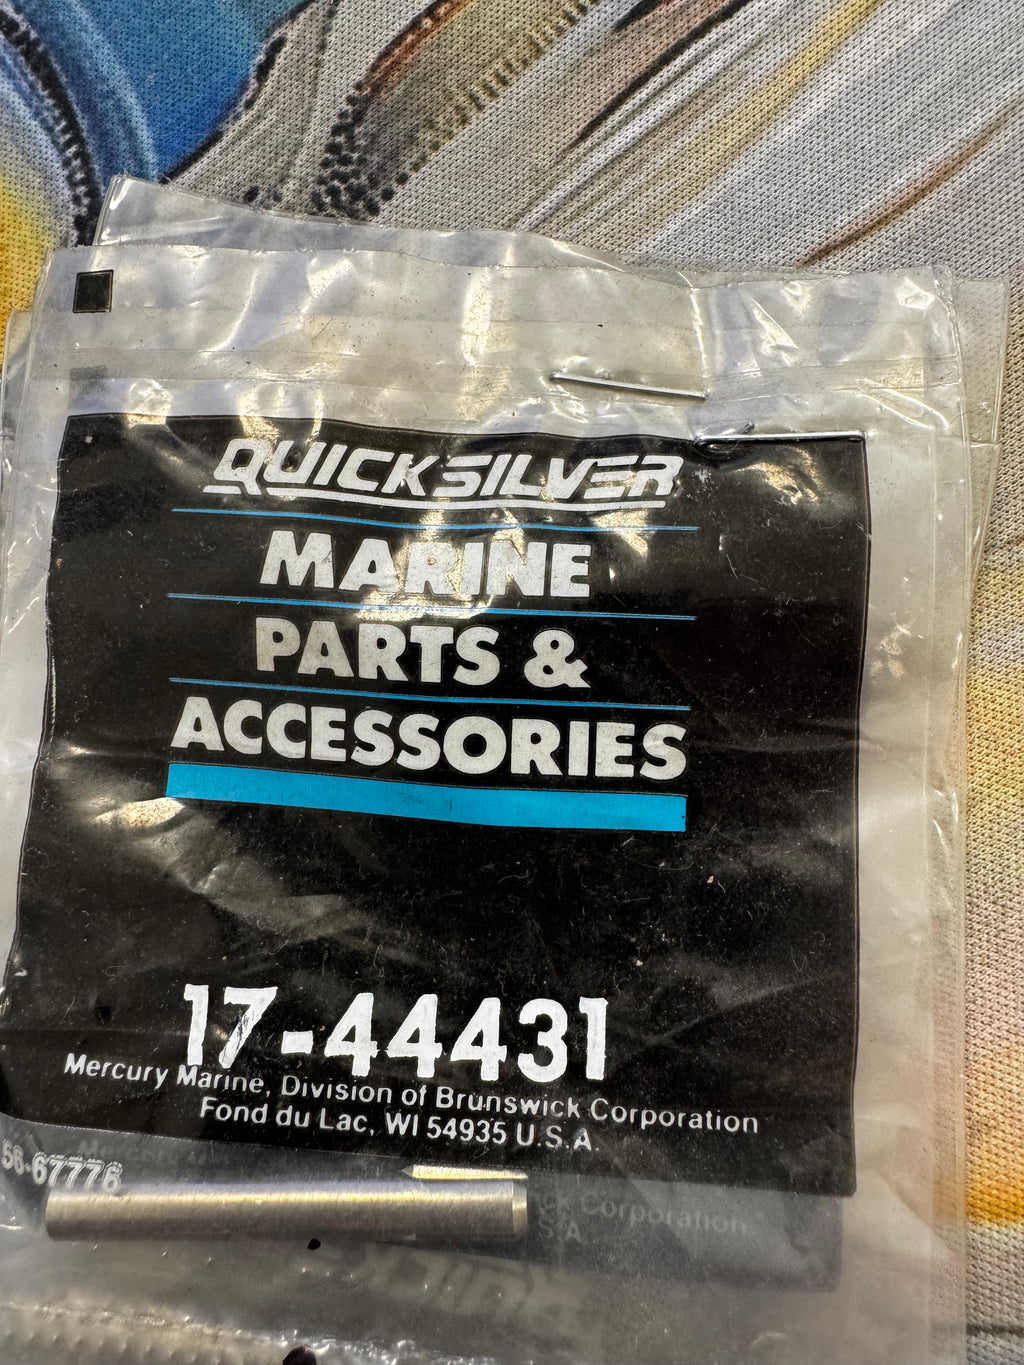 QUICKSILVER
MARINE
PARTS &
ACCESSORIES
17-44431
Mercury Marine, Division of Brunswick Corporation
Fond du Lac, WI 54935 U.S.A.
56-67776
Corporation
S.A.